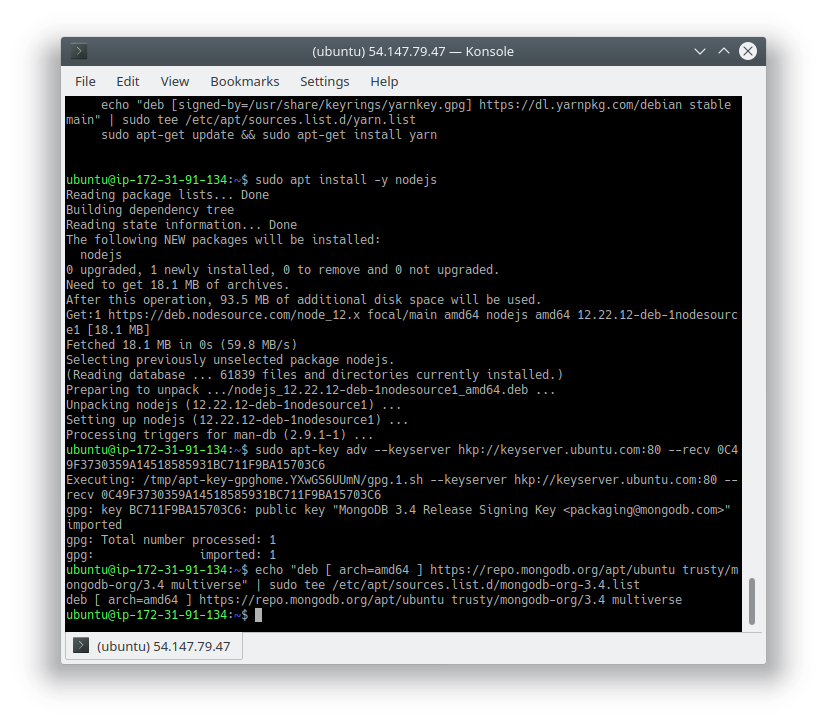 (ubuntu) 54.147.79.47 — Konsole
File Edit View Bookmarks Settings Help
     echo "deb [signed-by=/usr/share/keyrings/yarnkey.gpg] https://dl.yarnpkg.com/debian stable
main" | sudo tee /etc/apt/sources.list.d/yarn.list
     sudo apt-get update && sudo apt-get install yarn
ubuntu@ip-172-31-91-134:~$ sudo apt install -y nodejs
Reading package lists... Done
Building dependency tree
Reading state information... Done
The following NEW packages will be installed:
  nodejs
0 upgraded, 1 newly installed, 0 to remove and 0 not upgraded.
Need to get 18.1 MB of archives.
After this operation, 93.5 MB of additional disk space will be used.
Get:1 https://deb.nodesource.com/node_12.x focal/main amd64 nodejs amd64 12.22.12-deb-1nodesourc
e1 [18.1 MB]
Fetched 18.1 MB in 0s (59.8 MB/s)
Selecting previously unselected package nodejs.
(Reading database ... 61839 files and directories currently installed.)
Preparing to unpack .../nodejs_12.22.12-deb-1nodesource1_amd64.deb ...
Unpacking nodejs (12.22.12-deb-1nodesource1) ...
Setting up nodejs (12.22.12-deb-1nodesource1) ...
Processing triggers for man-db (2.9.1-1) ...
ubuntu@ip-172-31-91-134:~$ sudo apt-key adv --keyserver hkp://keyserver.ubuntu.com:80 --recv 0C4
9F3730359A14518585931BC711F9BA15703C6
Executing: /tmp/apt-key-gpghome.YXwGS6UUmN/gpg.1.sh --keyserver hkp://keyserver.ubuntu.com:80 --
recv 0C49F3730359A14518585931BC711F9BA15703C6
gpg: key BC711F9BA15703C6: public key "MongoDB 3.4 Release Signing Key <packaging@mongodb.com>"
imported
gpg: Total number processed: 1
gpg:               imported: 1
ubuntu@ip-172-31-91-134:~$ echo "deb [ arch=amd64 ] https://repo.mongodb.org/apt/ubuntu trusty/m
ongodb-org/3.4 multiverse" | sudo tee /etc/apt/sources.list.d/mongodb-org-3.4.list
deb [ arch=amd64 ] https://repo.mongodb.org/apt/ubuntu trusty/mongodb-org/3.4 multiverse
ubuntu@ip-172-31-91-134:~$
(ubuntu) 54.147.79.47